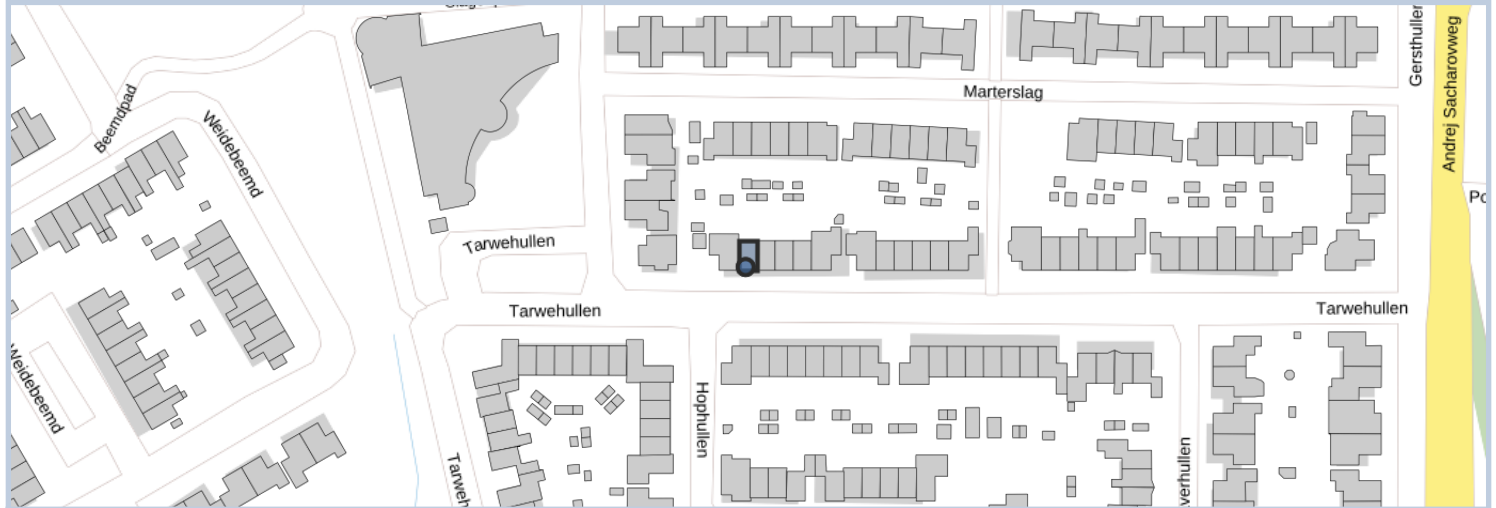 Marterslag
Gersthullen
Andrej Sacharovweg
Beemdpad
Weidebeemd
Tarwehullen
Tarwehullen
Tarwehullen
Weidebeemd
Hophullen